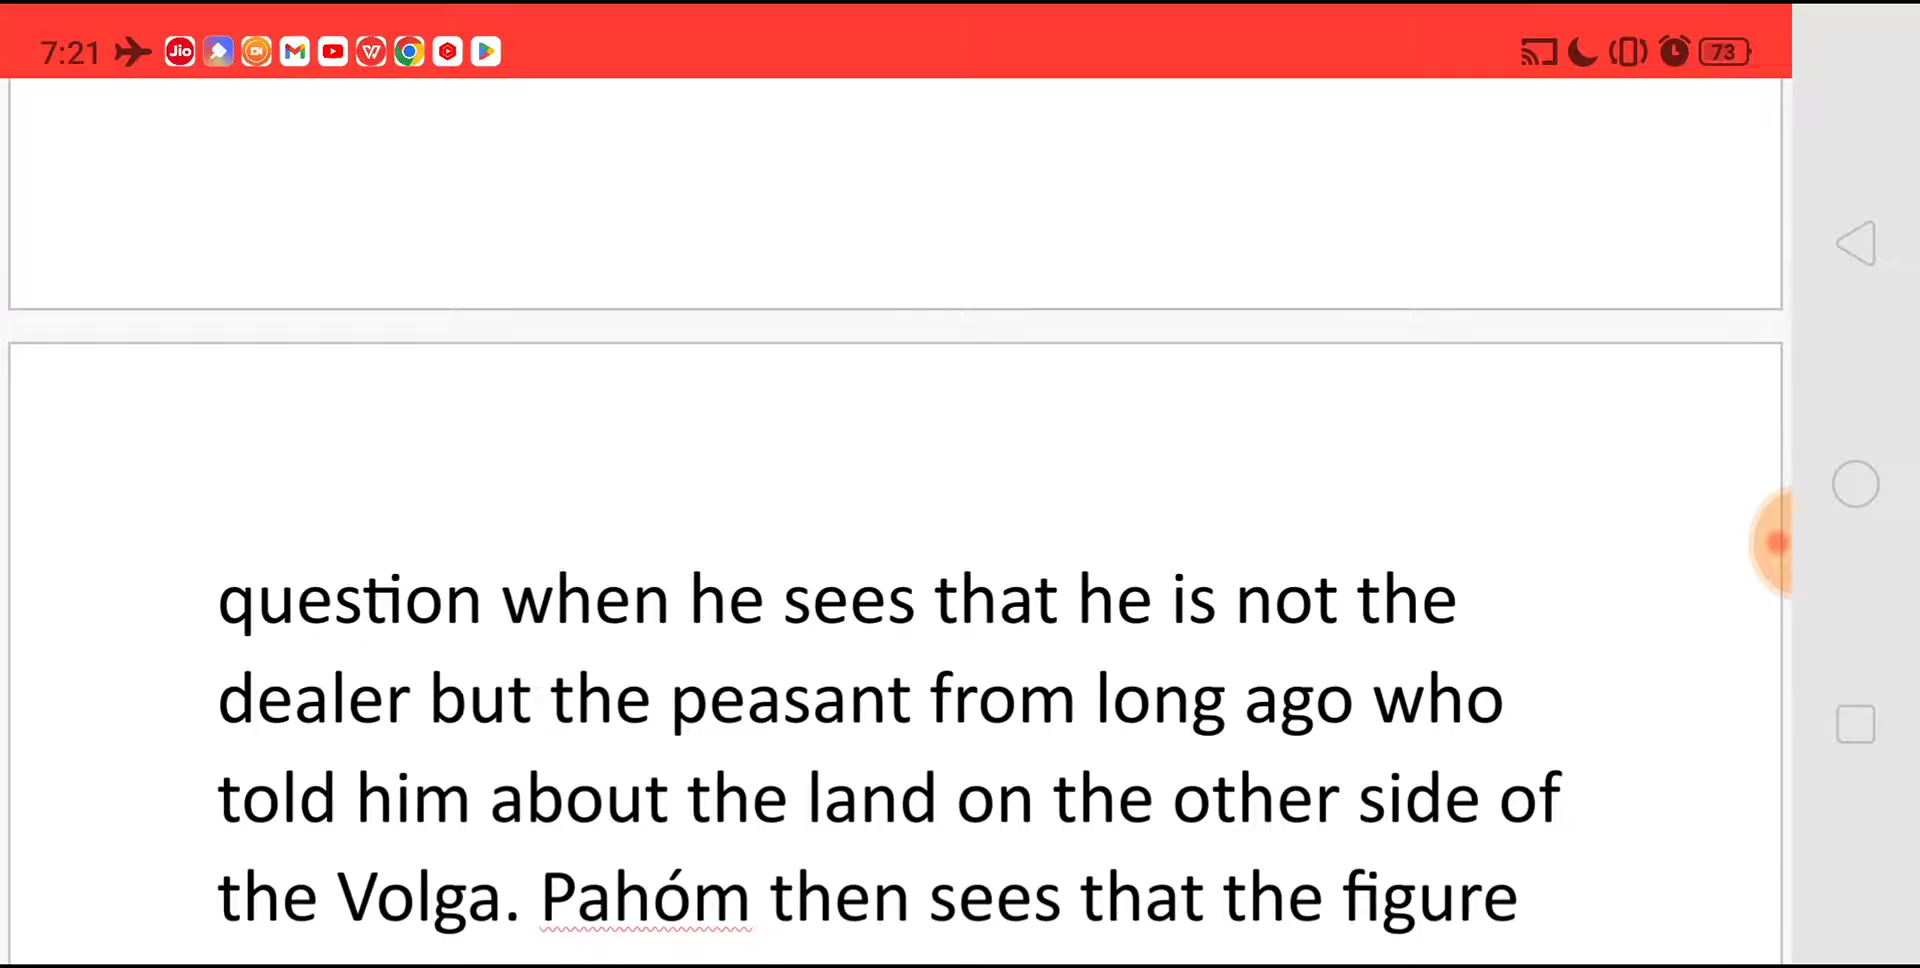 7:21
Jio
73
question when he sees that he is not the
dealer but the peasant from long ago who
told him about the land on the other side of
the Volga. Pahóm then sees that the figure